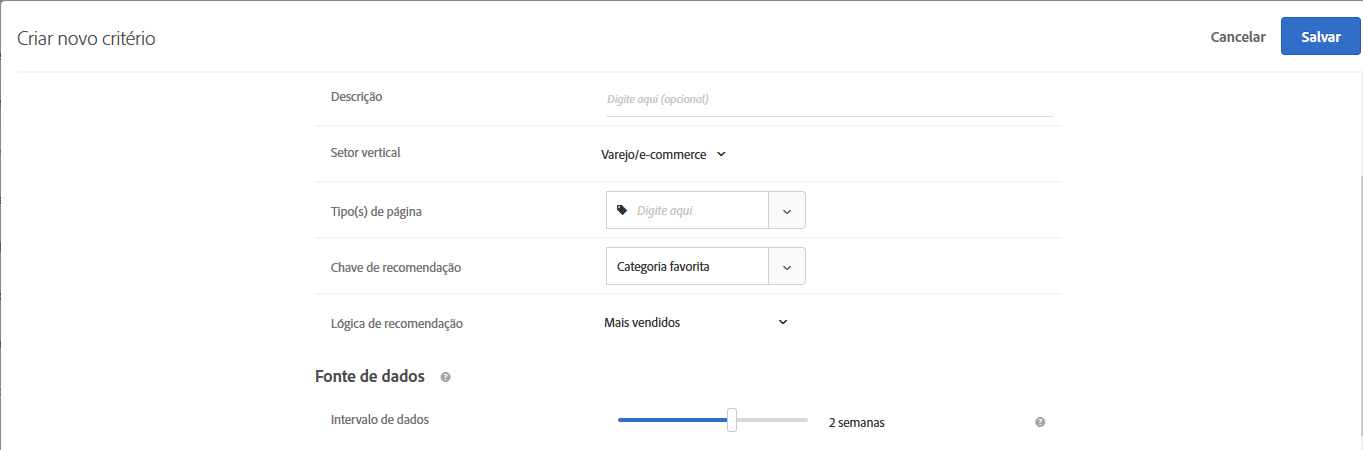 Criar novo critério
Cancelar
Salvar
Descrição
Digite aqui (opcional)
Setor vertical
Varejo/e-commerce
Tipo(s) de página
Digite aqui
Chave de recomendação
Categoria favorita
Lógica de recomendação
Mais vendidos
Fonte de dados
Intervalo de dados
2 semanas